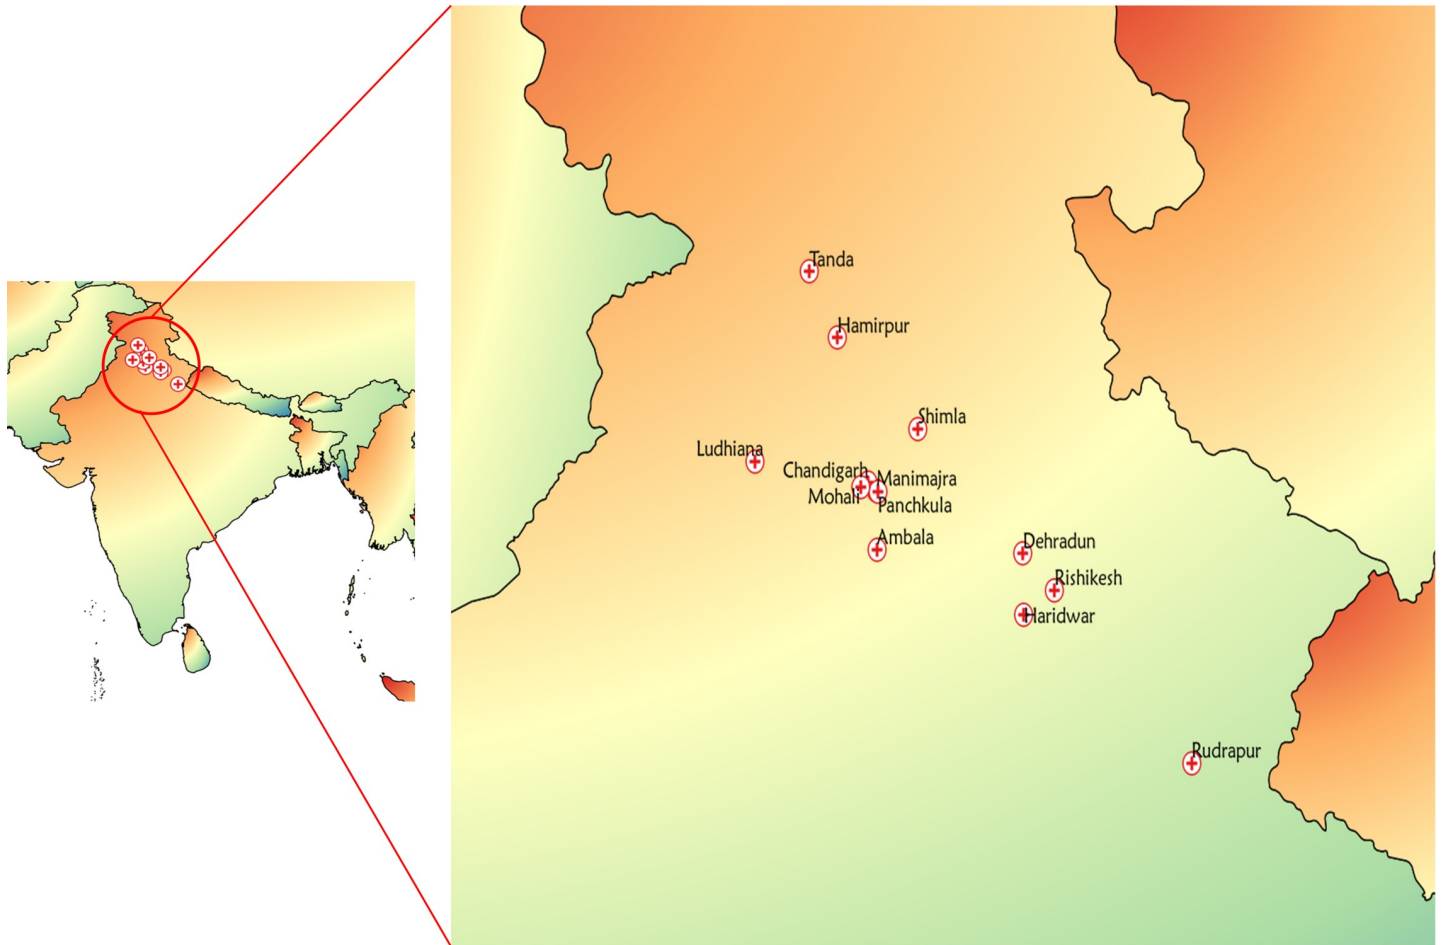 Tanda
Hamirpur
Shimla
Ludhiana
Chandigarh
Manimajra
Mohali
Panchkula
Ambala
Dehradun
Rishikesh
Haridwar
Rudrapur